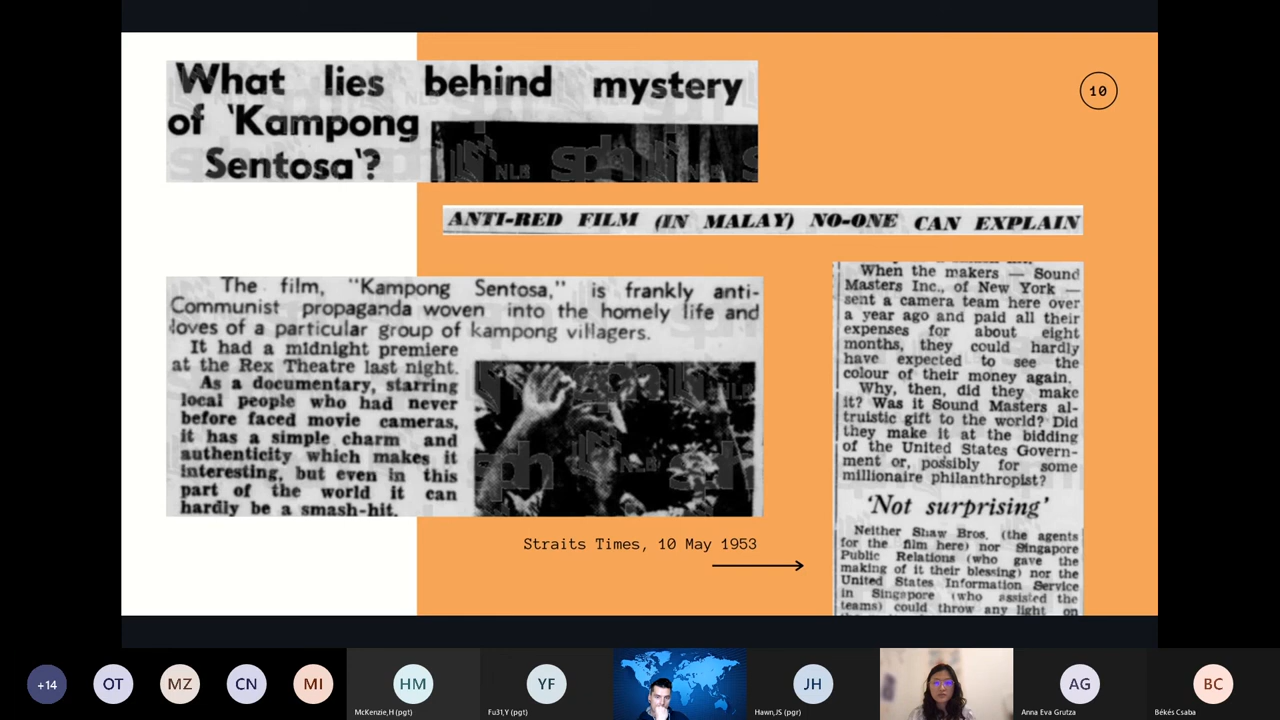 What lies behind mystery
of 'Kampong
Sentosa'?
10
ANTI-RED FILM (IN MALAY) NO-ONE CAN EXPLAIN
The film, "Kampong Sentosa," is frankly anti-
Communist propaganda woven into the homely life and
loves of a particular group of kampong villagers.
It had a midnight premiere
at the Rex Theatre last night.
As a documentary, starring
local people who had never
before faced movie cameras,
it has a simple charm and
authenticity which makes it
interesting, but even in this
part of the world it can
hardly be a smash-hit.
Straits Times, 10 May 1953
When the makers — Sound
Masters Inc., of New York —
sent a camera team here over
a year ago and paid all their
expenses for about eight
months, they could hardly
have expected to see the
colour of their money again.
Why, then, did they make
it? Was it Sound Masters al-
truistic gift to the world? Did
they make it at the bidding
of the United States Govern-
ment or, possibly for some
millionaire philanthropist?
'Not surprising'
Neither Shaw Bros. (the agents
for the film here) nor Singapore
Public Relations (who gave the
making of it their blessing) nor the
United States Information Service
in Singapore (who assisted the
teams) could throw any light on
+14
OT
MZ
CN
MI
HM
McKenzie,H (pgt)
YF
Fu31,Y (pgt)
JH
Hawn,JS (pgr)
AG
Anna Eva Grutza
BC
Békés Csaba